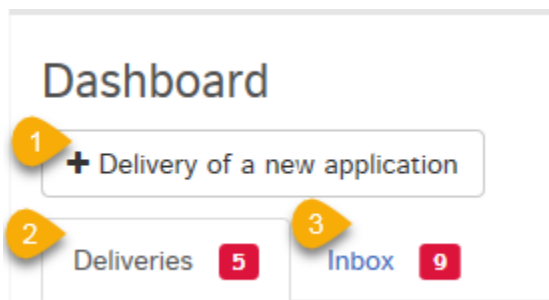 Dashboard
1
+ Delivery of a new application
2
3
Deliveries 5 Inbox 9